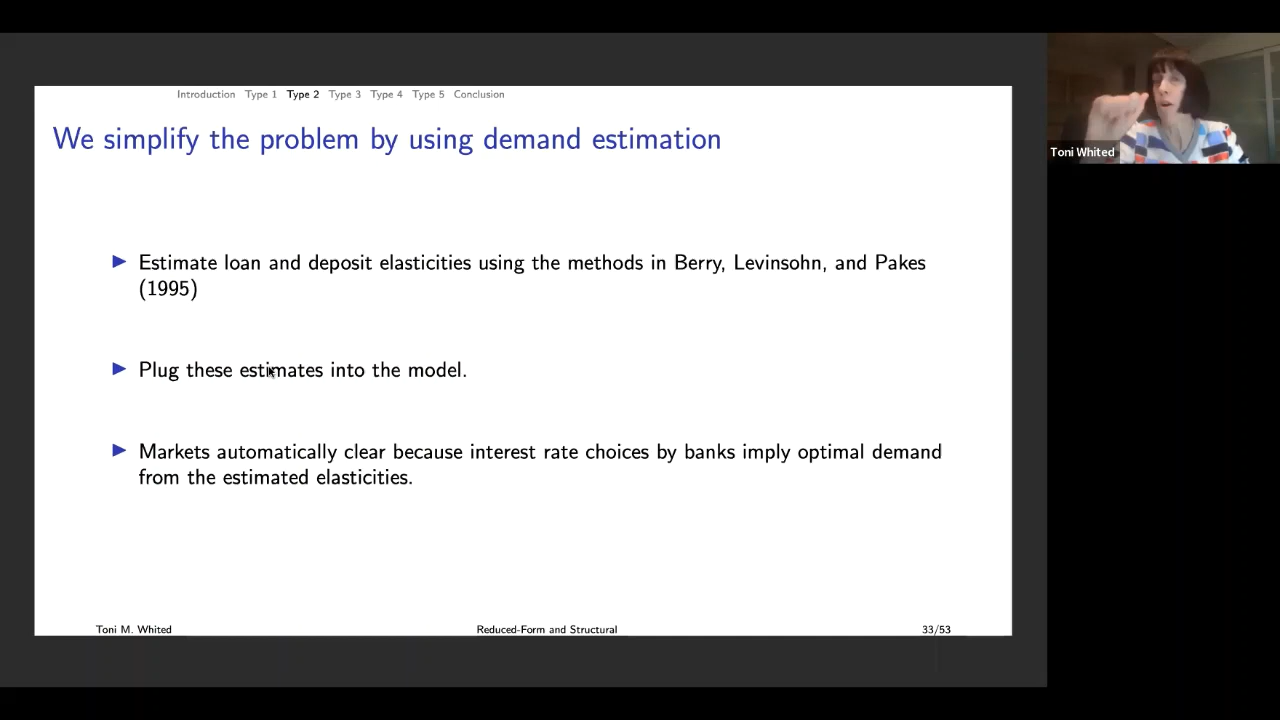 Introduction Type 1 Type 2 Type 3 Type 4 Type 5 Conclusion
We simplify the problem by using demand estimation
Toni Whited
▶ Estimate loan and deposit elasticities using the methods in Berry, Levinsohn, and Pakes
(1995)
▶ Plug these estimates into the model.
▶ Markets automatically clear because interest rate choices by banks imply optimal demand
from the estimated elasticities.
Toni M. Whited Reduced-Form and Structural 33/53